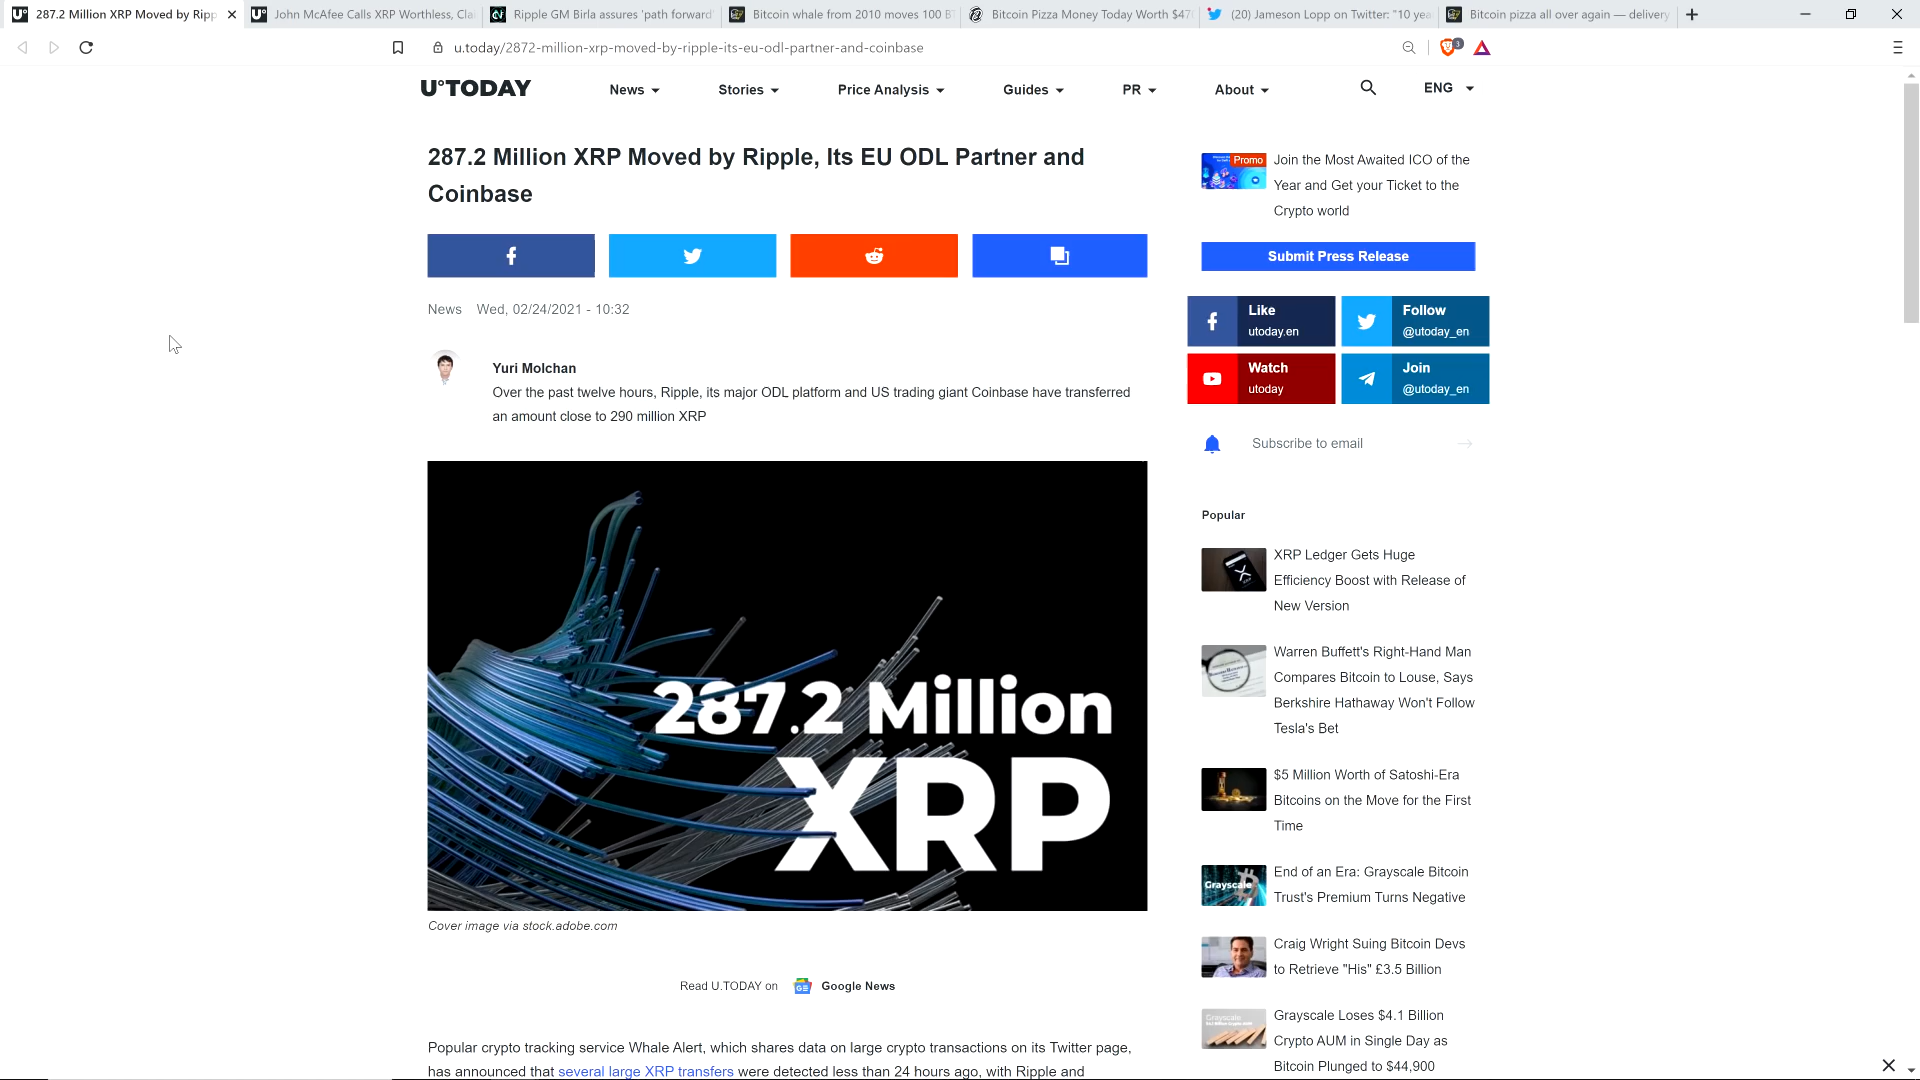 287.2 Million XRP Moved by Ripp
John McAfee Calls XRP Worthless, Cla
Ripple GM Birla assures 'path forward'
Bitcoin whale from 2010 moves 100 B
Bitcoin Pizza Money Today Worth $47
(20) Jameson Lopp on Twitter: "10 yea
Bitcoin pizza all over again — delivery
u.today/2872-million-xrp-moved-by-ripple-its-eu-odl-partner-and-coinbase
3
U°TODAY
News
Stories
Price Analysis
Guides
PR
About
ENG
287.2 Million XRP Moved by Ripple, Its EU ODL Partner and
Coinbase
News Wed, 02/24/2021 - 10:32
Yuri Molchan
Over the past twelve hours, Ripple, its major ODL platform and US trading giant Coinbase have transferred
an amount close to 290 million XRP
287.2 Million
XRP
Cover image via stock.adobe.com
Read U.TODAY on Google News
Popular crypto tracking service Whale Alert, which shares data on large crypto transactions on its Twitter page,
has announced that several large XRP transfers were detected less than 24 hours ago, with Ripple and
Promo
Join the Most Awaited ICO of the
Year and Get your Ticket to the
Crypto world
Submit Press Release
Like
utoday.en
Follow
@utoday_en
Watch
utoday
Join
@utoday_en
Subscribe to email
Popular
XRP Ledger Gets Huge
Efficiency Boost with Release of
New Version
Warren Buffett's Right-Hand Man
Compares Bitcoin to Louse, Says
Berkshire Hathaway Won't Follow
Tesla's Bet
$5 Million Worth of Satoshi-Era
Bitcoins on the Move for the First
Time
Grayscale
End of an Era: Grayscale Bitcoin
Trust's Premium Turns Negative
Craig Wright Suing Bitcoin Devs
to Retrieve "His" £3.5 Billion
Grayscale
Grayscale Loses $4.1 Billion
Crypto AUM in Single Day as
Bitcoin Plunged to $44,900